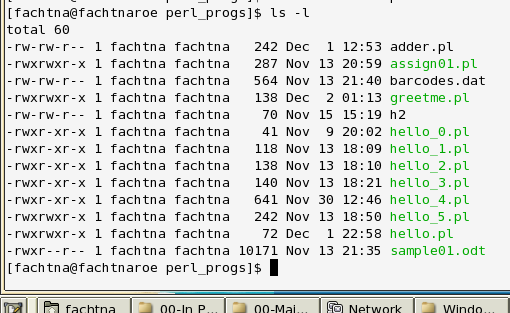 [fachtna@fachtnaroe perl_progs]$ ls -l
total 60
-rw-rw-r-- 1 fachtna fachtna   242 Dec  1 12:53 adder.pl
-rwxrwxr-x 1 fachtna fachtna   287 Nov 13 20:59 assign01.pl
-rw-rw-r-- 1 fachtna fachtna   564 Nov 13 21:40 barcodes.dat
-rwxrwxr-x 1 fachtna fachtna   138 Dec  2 01:13 greetme.pl
-rw-rw-r-- 1 fachtna fachtna    70 Nov 15 15:19 h2
-rwxr-xr-x 1 fachtna fachtna    41 Nov  9 20:02 hello_0.pl
-rwxr-xr-x 1 fachtna fachtna   118 Nov 13 18:09 hello_1.pl
-rwxr-xr-x 1 fachtna fachtna   138 Nov 13 18:10 hello_2.pl
-rwxr-xr-x 1 fachtna fachtna   140 Nov 13 18:21 hello_3.pl
-rwxr-xr-x 1 fachtna fachtna   641 Nov 30 12:46 hello_4.pl
-rwxrwxr-x 1 fachtna fachtna   242 Nov 13 18:50 hello_5.pl
-rwxrwxr-x 1 fachtna fachtna    72 Dec  1 22:58 hello.pl
-rwxr--r-- 1 fachtna fachtna 10171 Nov 13 21:35 sample01.odt
[fachtna@fachtnaroe perl_progs]$
fachtna 00-In P... 00-Mai... Network Windo...